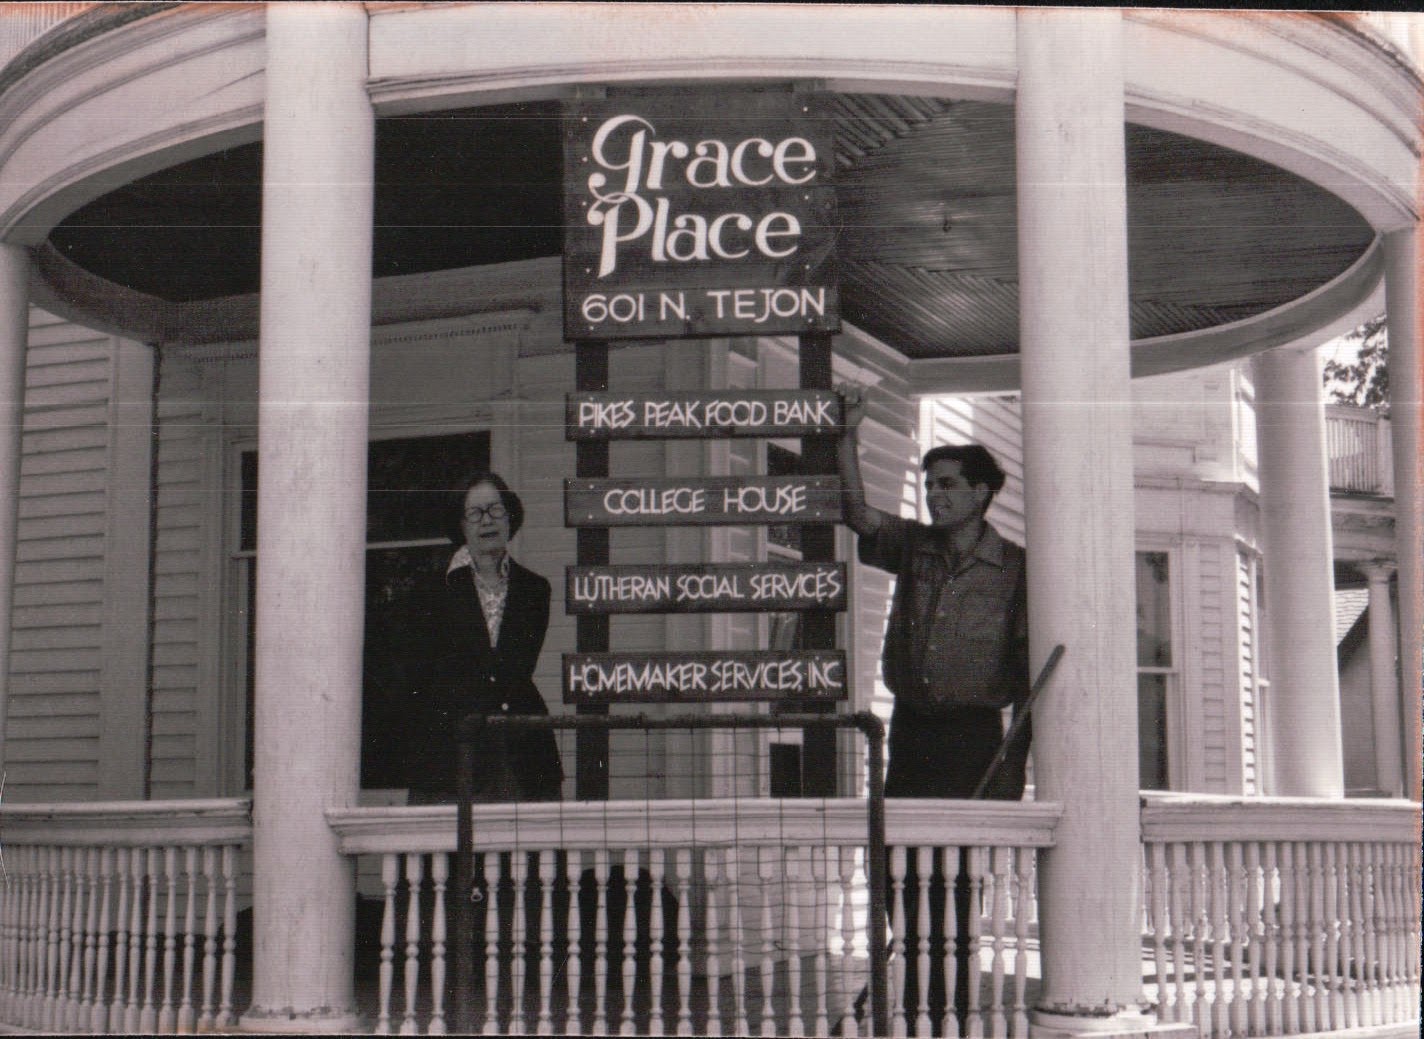 Grace
Place
601 N. TEJON
PIKES PEAK FOOD BANK
COLLEGE HOUSE
LUTHERAN SOCIAL SERVICES
HOMEMAKER SERVICES, INC